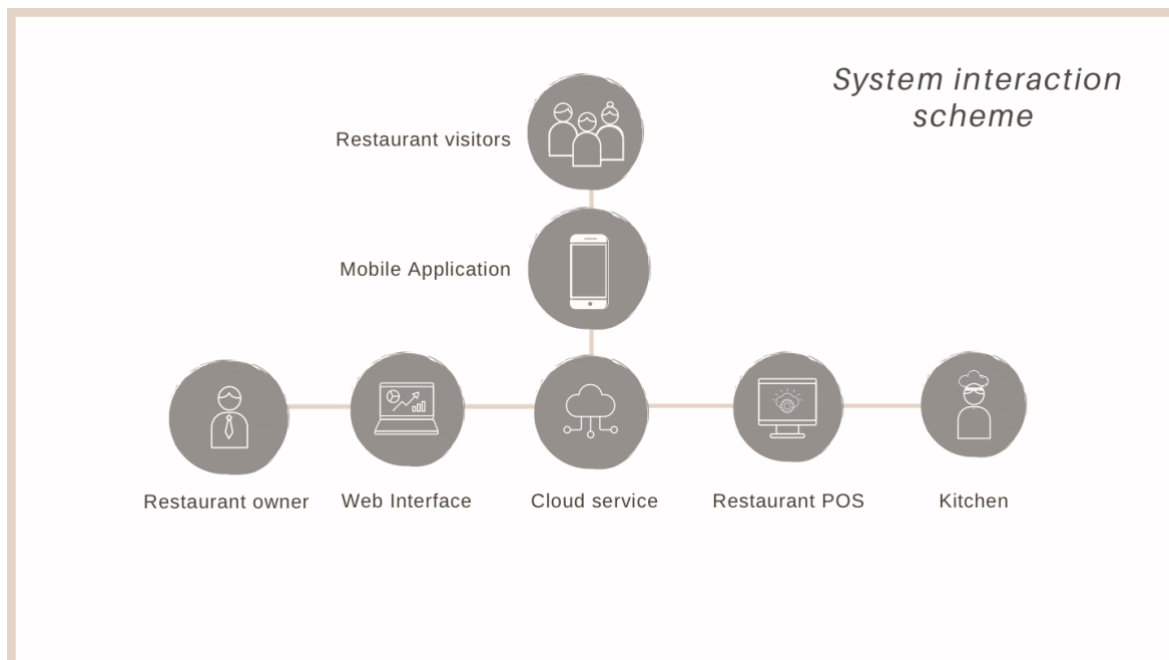 System interaction
scheme
Restaurant visitors
Mobile Application
Restaurant owner
Web Interface
Cloud service
Restaurant POS
Kitchen